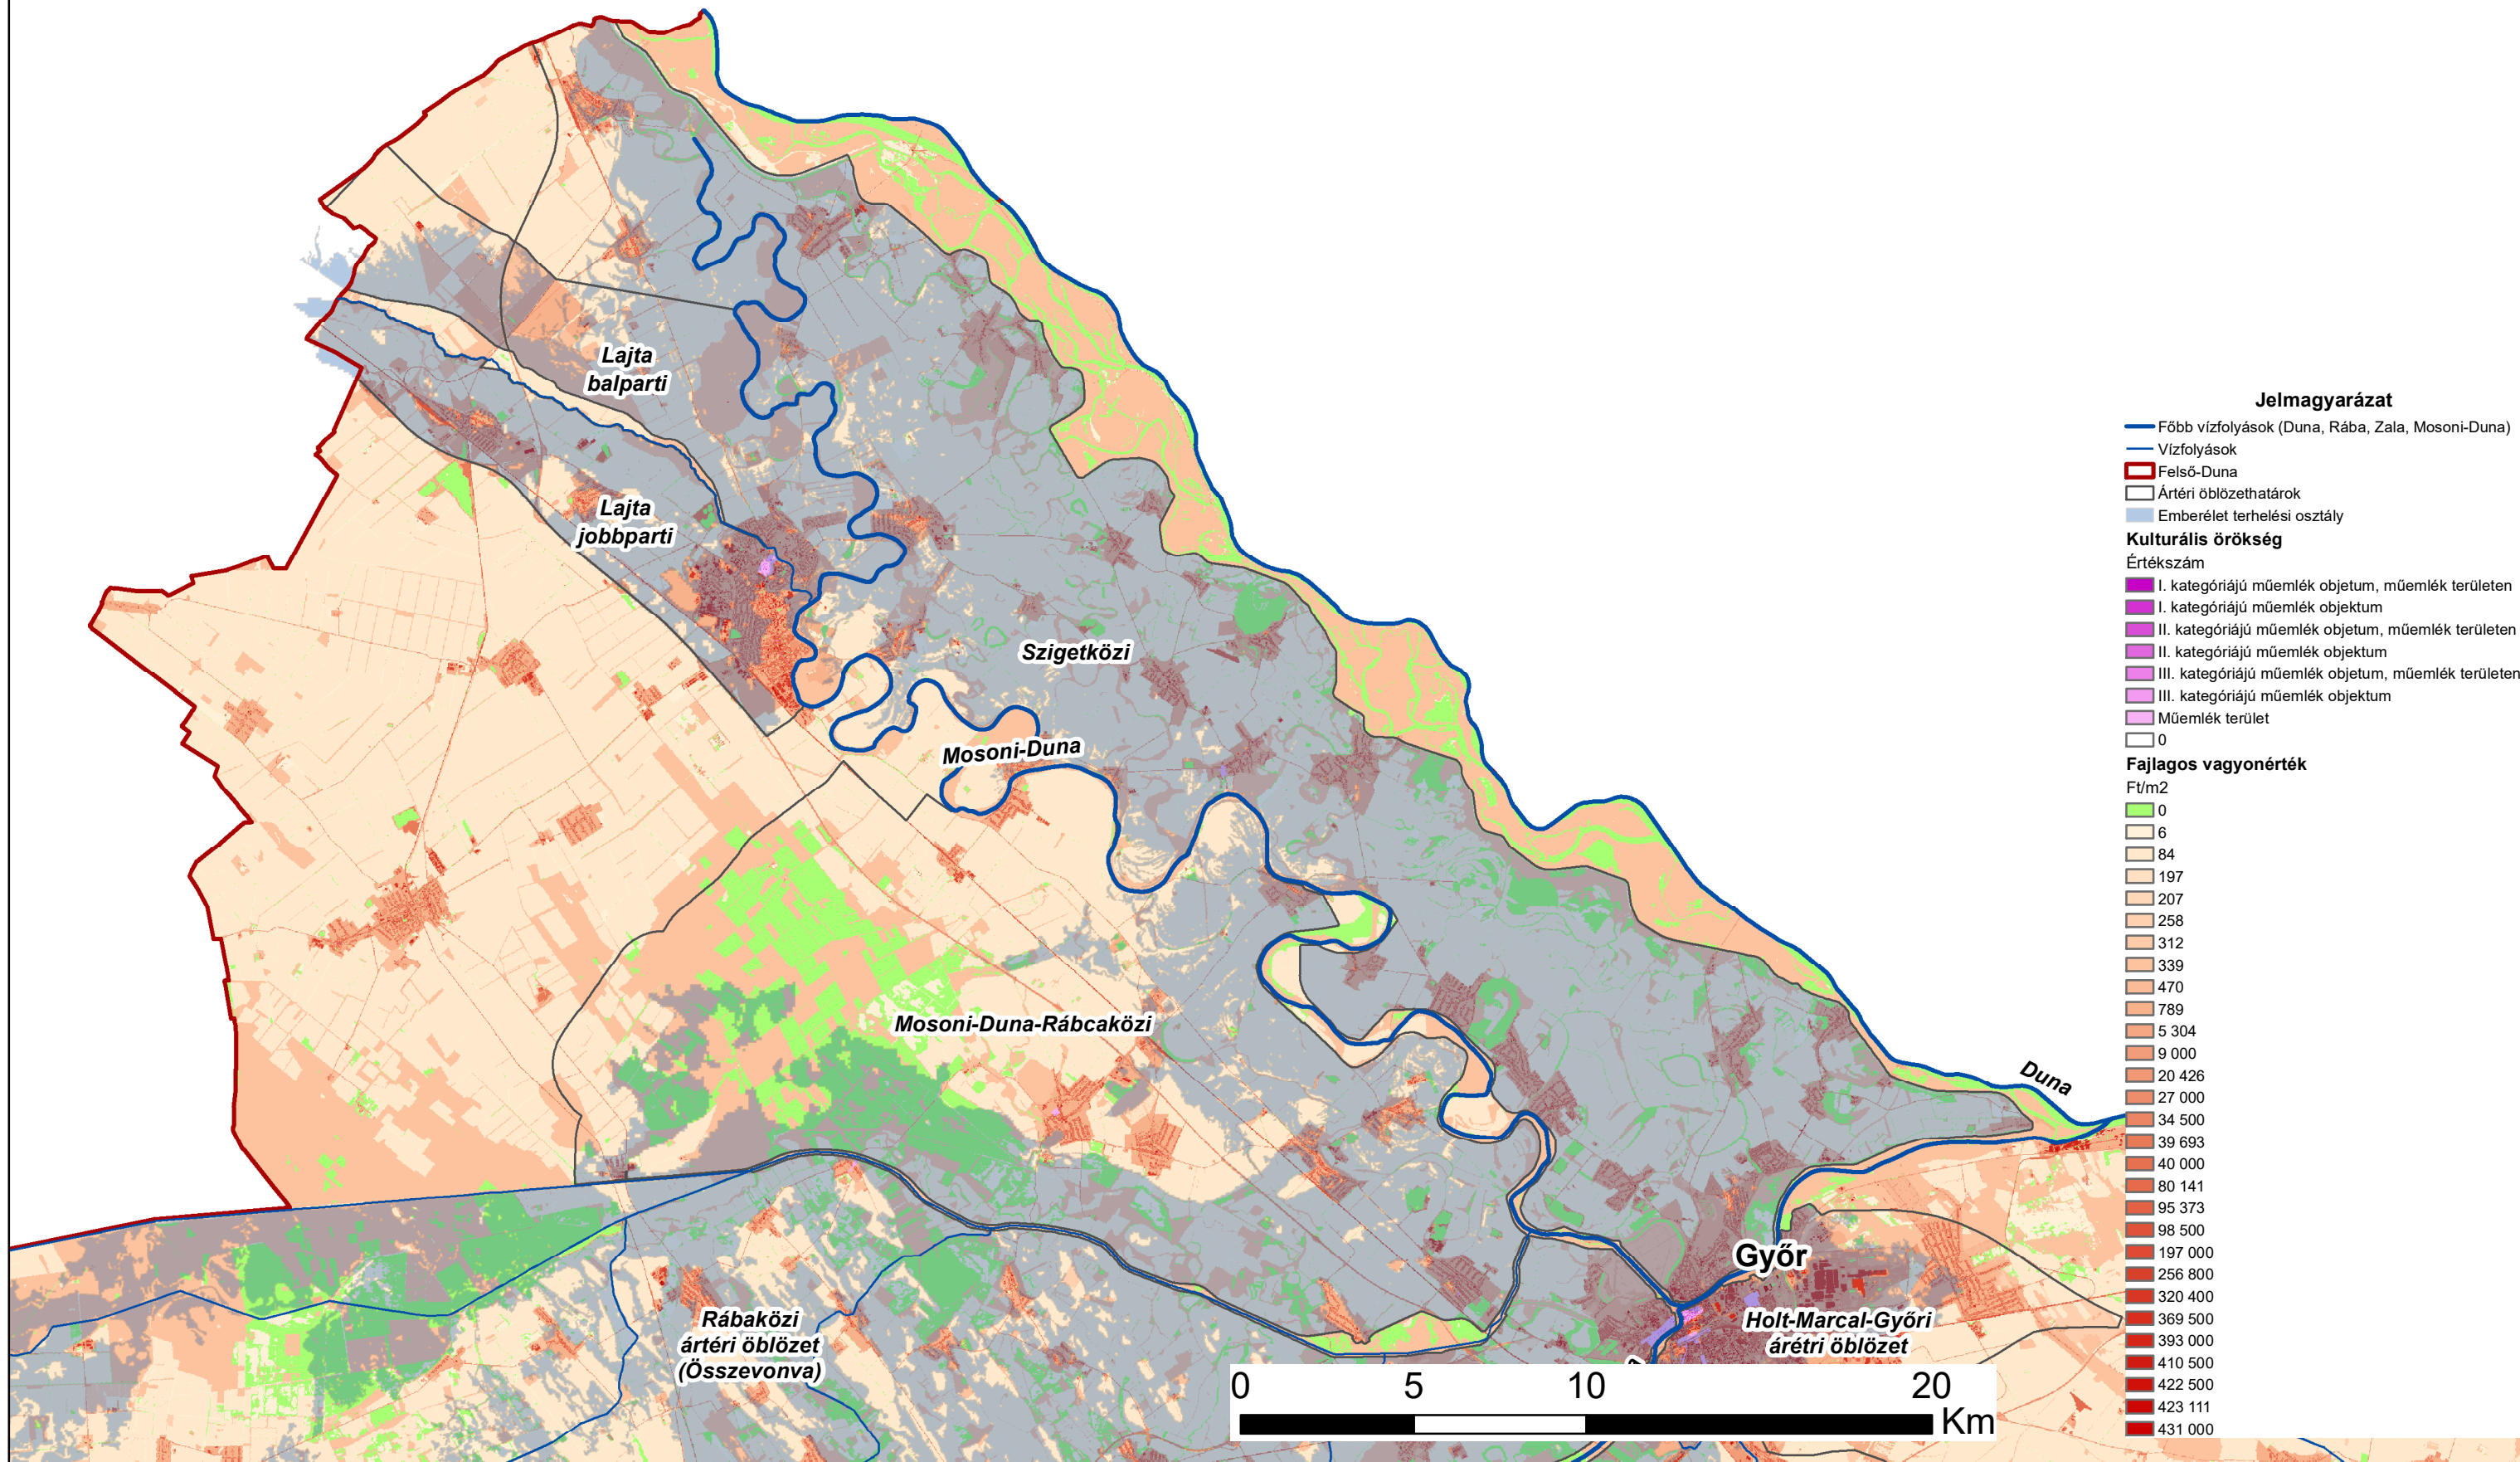 Lajta
balparti
Lajta
jobbparti
Szigetközi
Mosoni-Duna
Mosoni-Duna-Rábcaközi
Duna
Győr
Holt-Marcal-Győri
árétri öblözet
Rábaközi
ártéri öblözet
(Összevonva)
0 5 10 20
Km
Jelmagyarázat
Főbb vízfolyások (Duna, Rába, Zala, Mosoni-Duna)
Vízfolyások
Felső-Duna
Ártéri öblözethatárok
Emberélet terhelési osztály
Kulturális örökség
Értékszám
I. kategóriájú műemlék objetum, műemlék területen
I. kategóriájú műemlék objektum
II. kategóriájú műemlék objetum, műemlék területen
II. kategóriájú műemlék objektum
III. kategóriájú műemlék objetum, műemlék területen
III. kategóriájú műemlék objektum
Műemlék terület
0
Fajlagos vagyonérték
Ft/m2
0
6
84
197
207
258
312
339
470
789
5 304
9 000
20 426
27 000
34 500
39 693
40 000
80 141
95 373
98 500
197 000
256 800
320 400
369 500
393 000
410 500
422 500
423 111
431 000